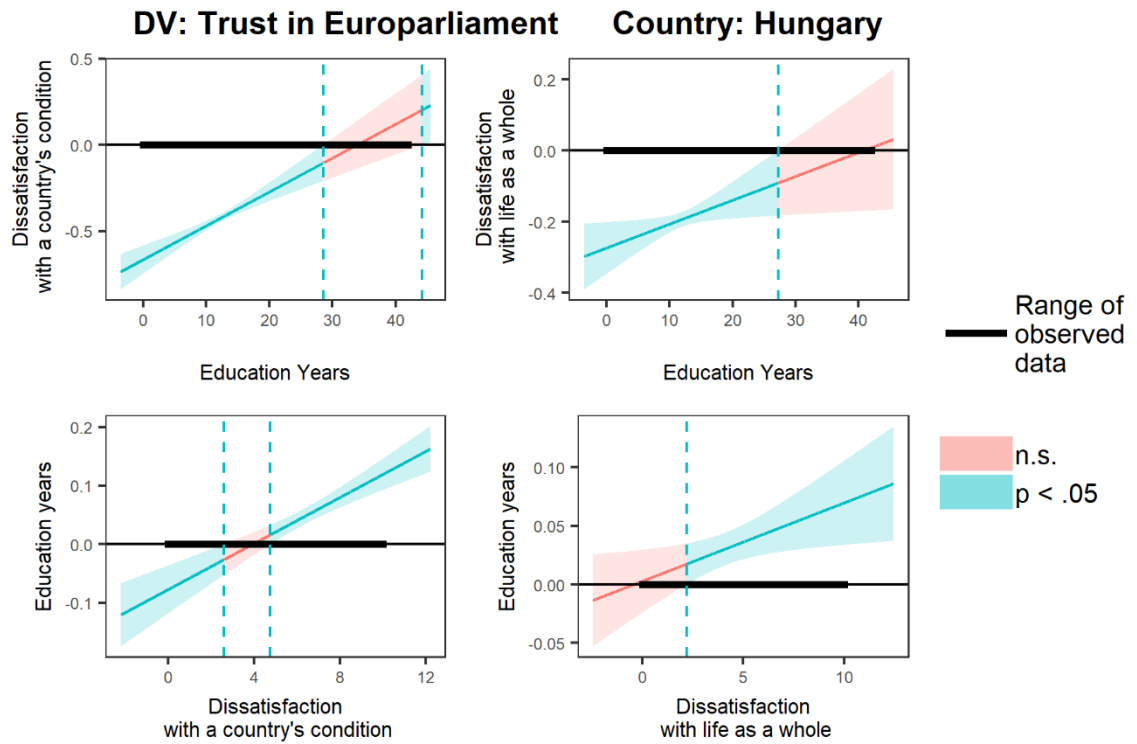 DV: Trust in Europarliament
Country: Hungary
Dissatisfaction
with a country's condition
0.5
0.0
-0.5
0
10
20
30
40
Education Years
Dissatisfaction
with life as a whole
0.2
0.0
-0.2
-0.4
0
10
20
30
40
Education Years
Education years
0.2
0.1
0.0
-0.1
0
4
8
12
Dissatisfaction
with a country's condition
Education years
0.10
0.05
0.00
-0.05
0
5
10
Dissatisfaction
with life as a whole
Range of
observed
data
n.s.
p < .05